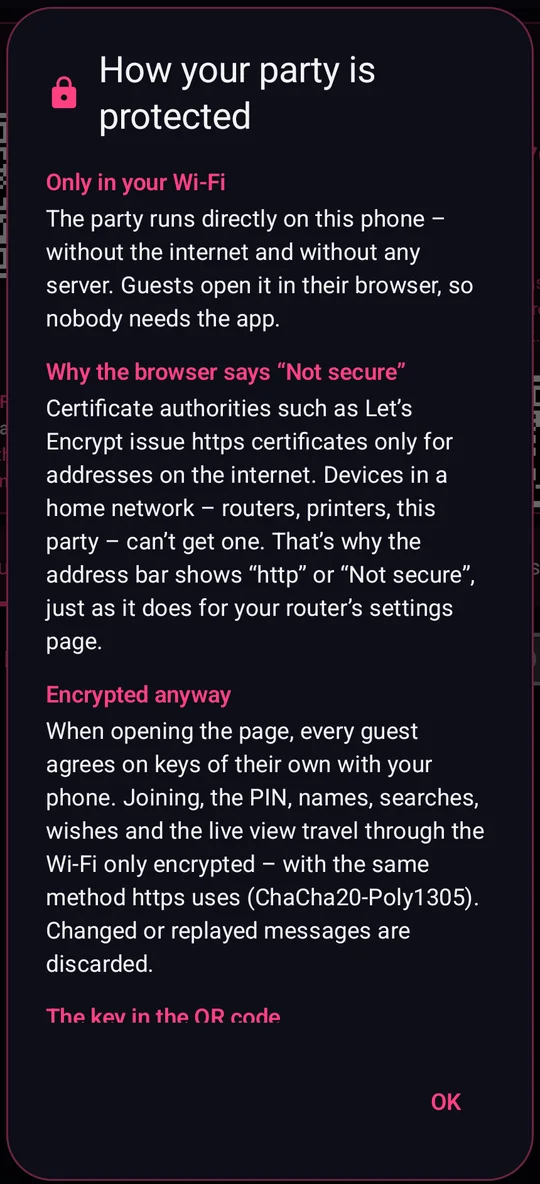 How your party is
protected
Only in your Wi-Fi
The party runs directly on this phone –
without the internet and without any
server. Guests open it in their browser, so
nobody needs the app.
Why the browser says “Not secure”
Certificate authorities such as Let’s
Encrypt issue https certificates only for
addresses on the internet. Devices in a
home network – routers, printers, this
party – can’t get one. That’s why the
address bar shows “http” or “Not secure”,
just as it does for your router’s settings
page.
Encrypted anyway
When opening the page, every guest
agrees on keys of their own with your
phone. Joining, the PIN, names, searches,
wishes and the live view travel through the
Wi-Fi only encrypted – with the same
method https uses (ChaCha20-Poly1305).
Changed or replayed messages are
discarded.
The key in the QR code
OK